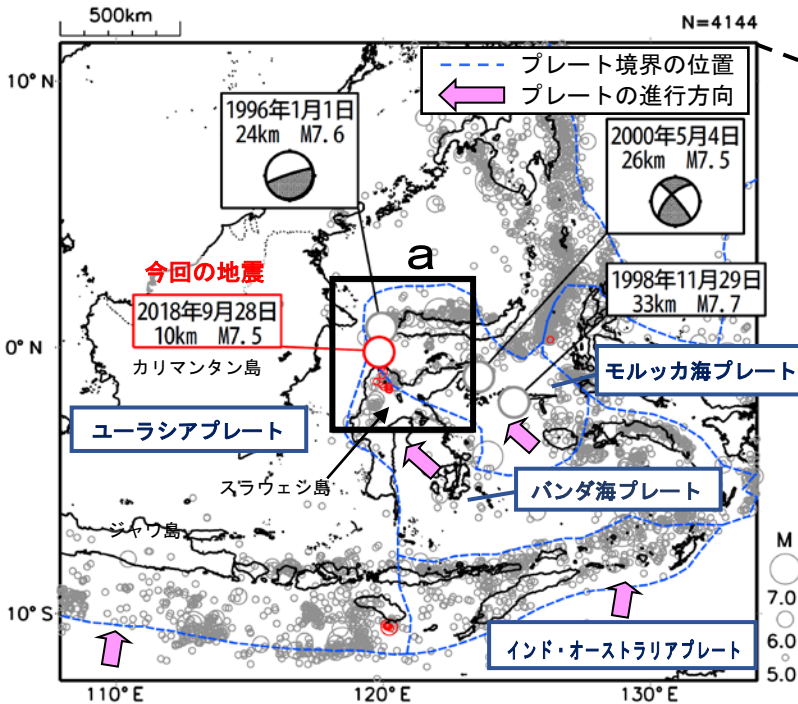 500km
N=4144
プレート境界の位置
プレートの進行方向
10°N
1996年1月1日
24km M7.6
2000年5月4日
26km M7.5
a
今回の地震
2018年9月28日
10km M7.5
1998年11月29日
33km M7.7
0°N
カリマンタン島
モルッカ海プレート
ユーラシアプレート
スラウェシ島
バンダ海プレート
ジャワ島
M
7.0
6.0
5.0
10°S
インド・オーストラリアプレート
110°E
120°E
130°E